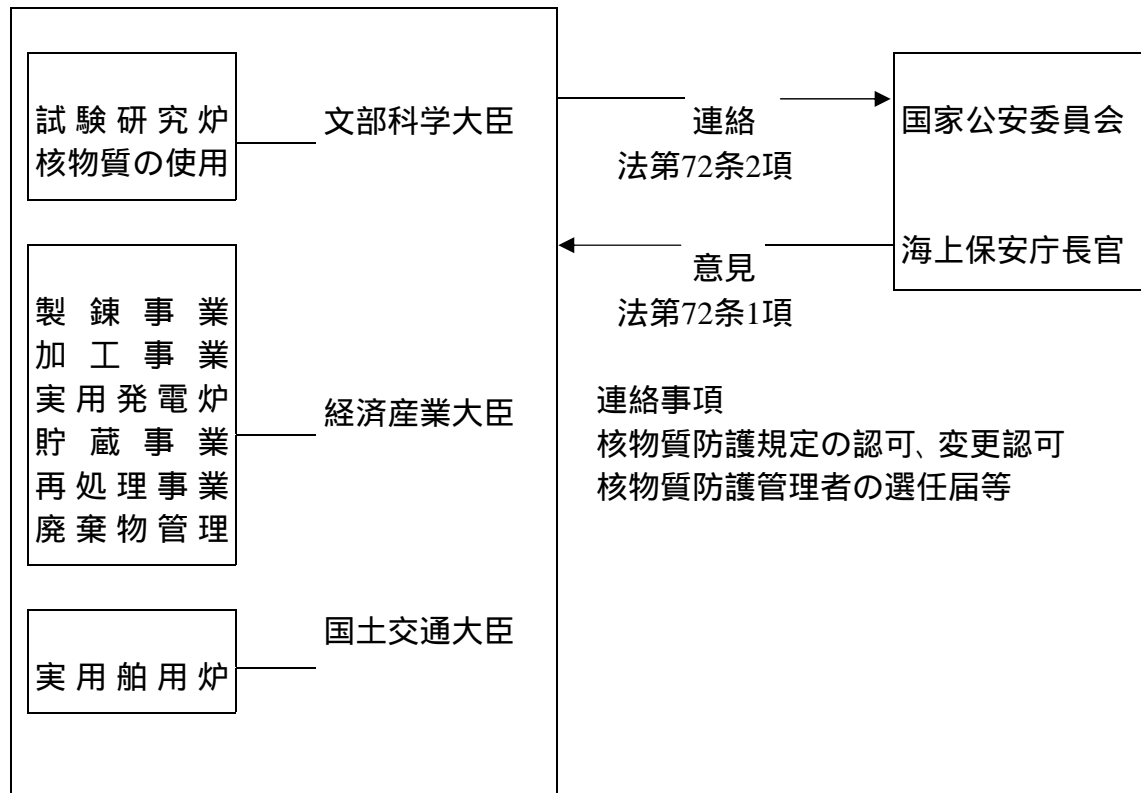 試験研究炉
核物質の使用
文部科学大臣
製錬事業
加工事業
実用発電炉
貯蔵事業
再処理事業
廃棄物管理
経済産業大臣
実用舶用炉
国土交通大臣
連絡
法第72条2項
意見
法第72条1項
国家公安委員会
海上保安庁長官
連絡事項
核物質防護規定の認可、変更認可
核物質防護管理者の選任届等